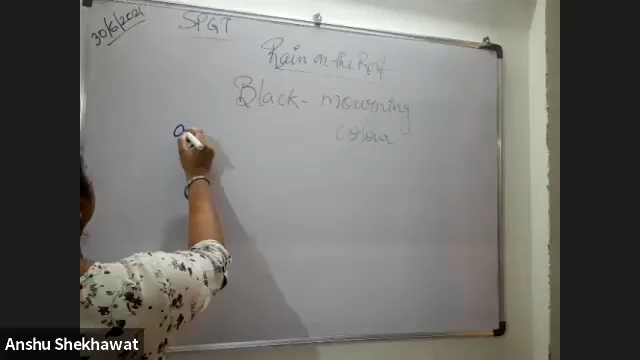 30/6/2021
SPGT
Rain on the Roof
Black - mourning
colour
Anshu Shekhawat